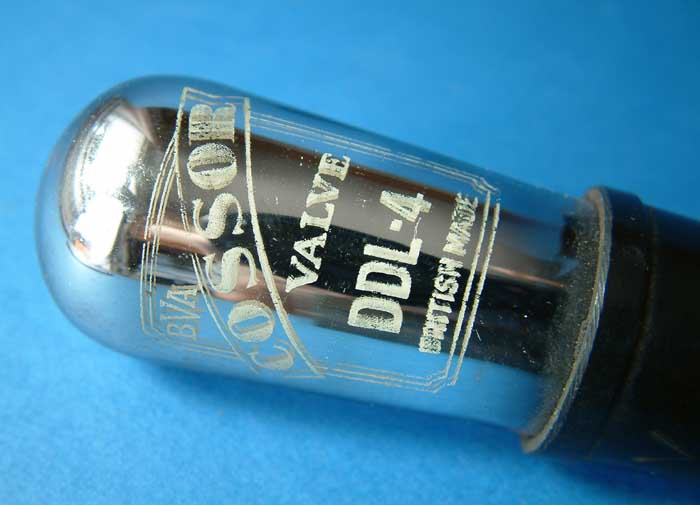 BVA
COSSOR
VALVE
DDL-4
BRITISH MADE